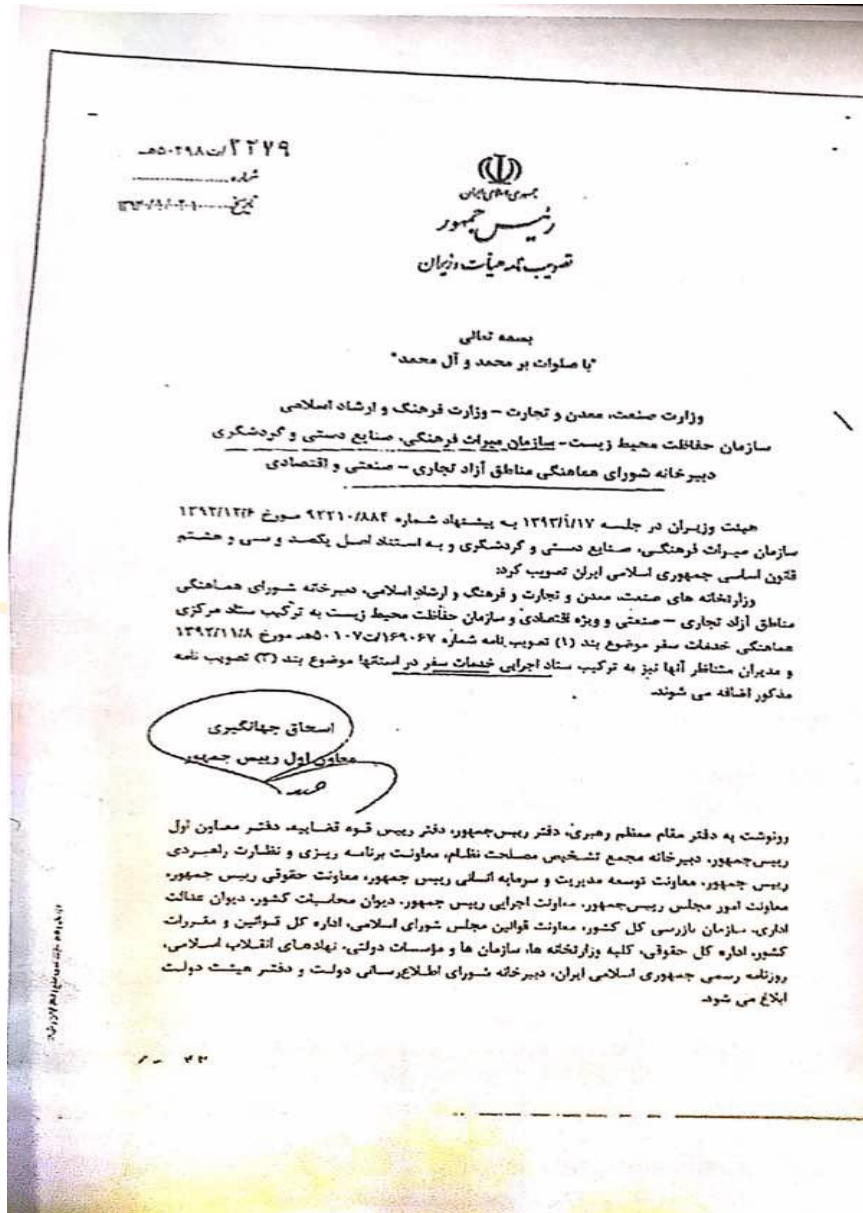 ۲۲۷۹/ت۵۰۲۹۸هـ
شماره
تاریخ
جمهوری اسلامی ایران
رئیس جمهور
تصویب نامه هیأت وزیران
بسمه تعالی
"با صلوات بر محمد و آل محمد"
وزارت صنعت، معدن و تجارت – وزارت فرهنگ و ارشاد اسلامی
سازمان حفاظت محیط زیست – سازمان میراث فرهنگی، صنایع دستی و گردشگری
دبیرخانه شورای هماهنگی مناطق آزاد تجاری – صنعتی و اقتصادی
هیئت وزیران در جلسه ۱۳۹۳/۱/۱۷ به پیشنهاد شماره ۹۲۲۱۰/۸۸۴ مورخ ۱۳۹۲/۱۲/۶
سازمان میراث فرهنگی، صنایع دستی و گردشگری و به استناد اصل یکصد و سی و هشتم
قانون اساسی جمهوری اسلامی ایران تصویب کرد:
وزارتخانه های صنعت، معدن و تجارت و فرهنگ و ارشاد اسلامی، دبیرخانه شورای هماهنگی
مناطق آزاد تجاری – صنعتی و ویژه اقتصادی و سازمان حفاظت محیط زیست به ترکیب ستاد مرکزی
هماهنگی خدمات سفر موضوع بند (۱) تصویب نامه شماره ۱۶۹۰۶۷/ت۵۰۱۰۷هـ مورخ ۱۳۹۲/۱۱/۸
و مدیران متناظر آنها نیز به ترکیب ستاد اجرایی خدمات سفر در استانها موضوع بند (۳) تصویب نامه
مذکور اضافه می شوند.
اسحاق جهانگیری
معاون اول رییس جمهور
رونوشت به دفتر مقام معظم رهبری، دفتر رییس‌جمهور، دفتر رییس قوه قضاییه، دفتر معاون اول
رییس‌جمهور، دبیرخانه مجمع تشخیص مصلحت نظام، معاونت برنامه ریزی و نظارت راهبردی
رییس جمهور، معاونت توسعه مدیریت و سرمایه انسانی رییس جمهور، معاونت حقوقی رییس جمهور،
معاونت امور مجلس رییس‌جمهور، معاونت اجرایی رییس جمهور، دیوان محاسبات کشور، دیوان عدالت
اداری، سازمان بازرسی کل کشور، معاونت قوانین مجلس شورای اسلامی، اداره کل قوانین و مقررات
کشور، اداره کل حقوقی، کلیه وزارتخانه ها، سازمان ها و مؤسسات دولتی، نهادهای انقلاب اسلامی،
روزنامه رسمی جمهوری اسلامی ایران، دبیرخانه شورای اطلاع‌رسانی دولت و دفتر هیئت دولت
ابلاغ می شود.